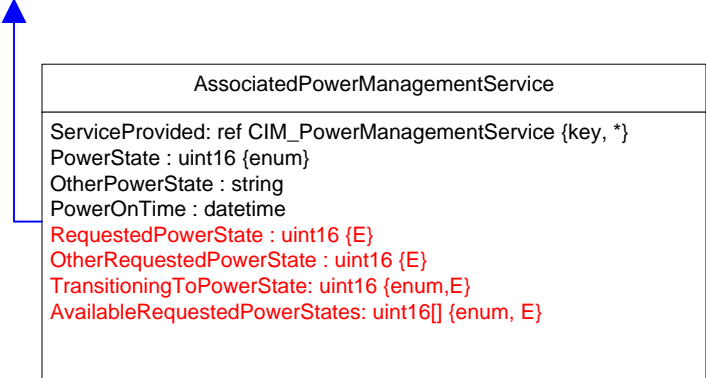 AssociatedPowerManagementService
ServiceProvided: ref CIM_PowerManagementService {key, *}
PowerState : uint16 {enum}
OtherPowerState : string
PowerOnTime : datetime
RequestedPowerState : uint16 {E}
OtherRequestedPowerState : uint16 {E}
TransitioningToPowerState: uint16 {enum,E}
AvailableRequestedPowerStates: uint16[] {enum, E}